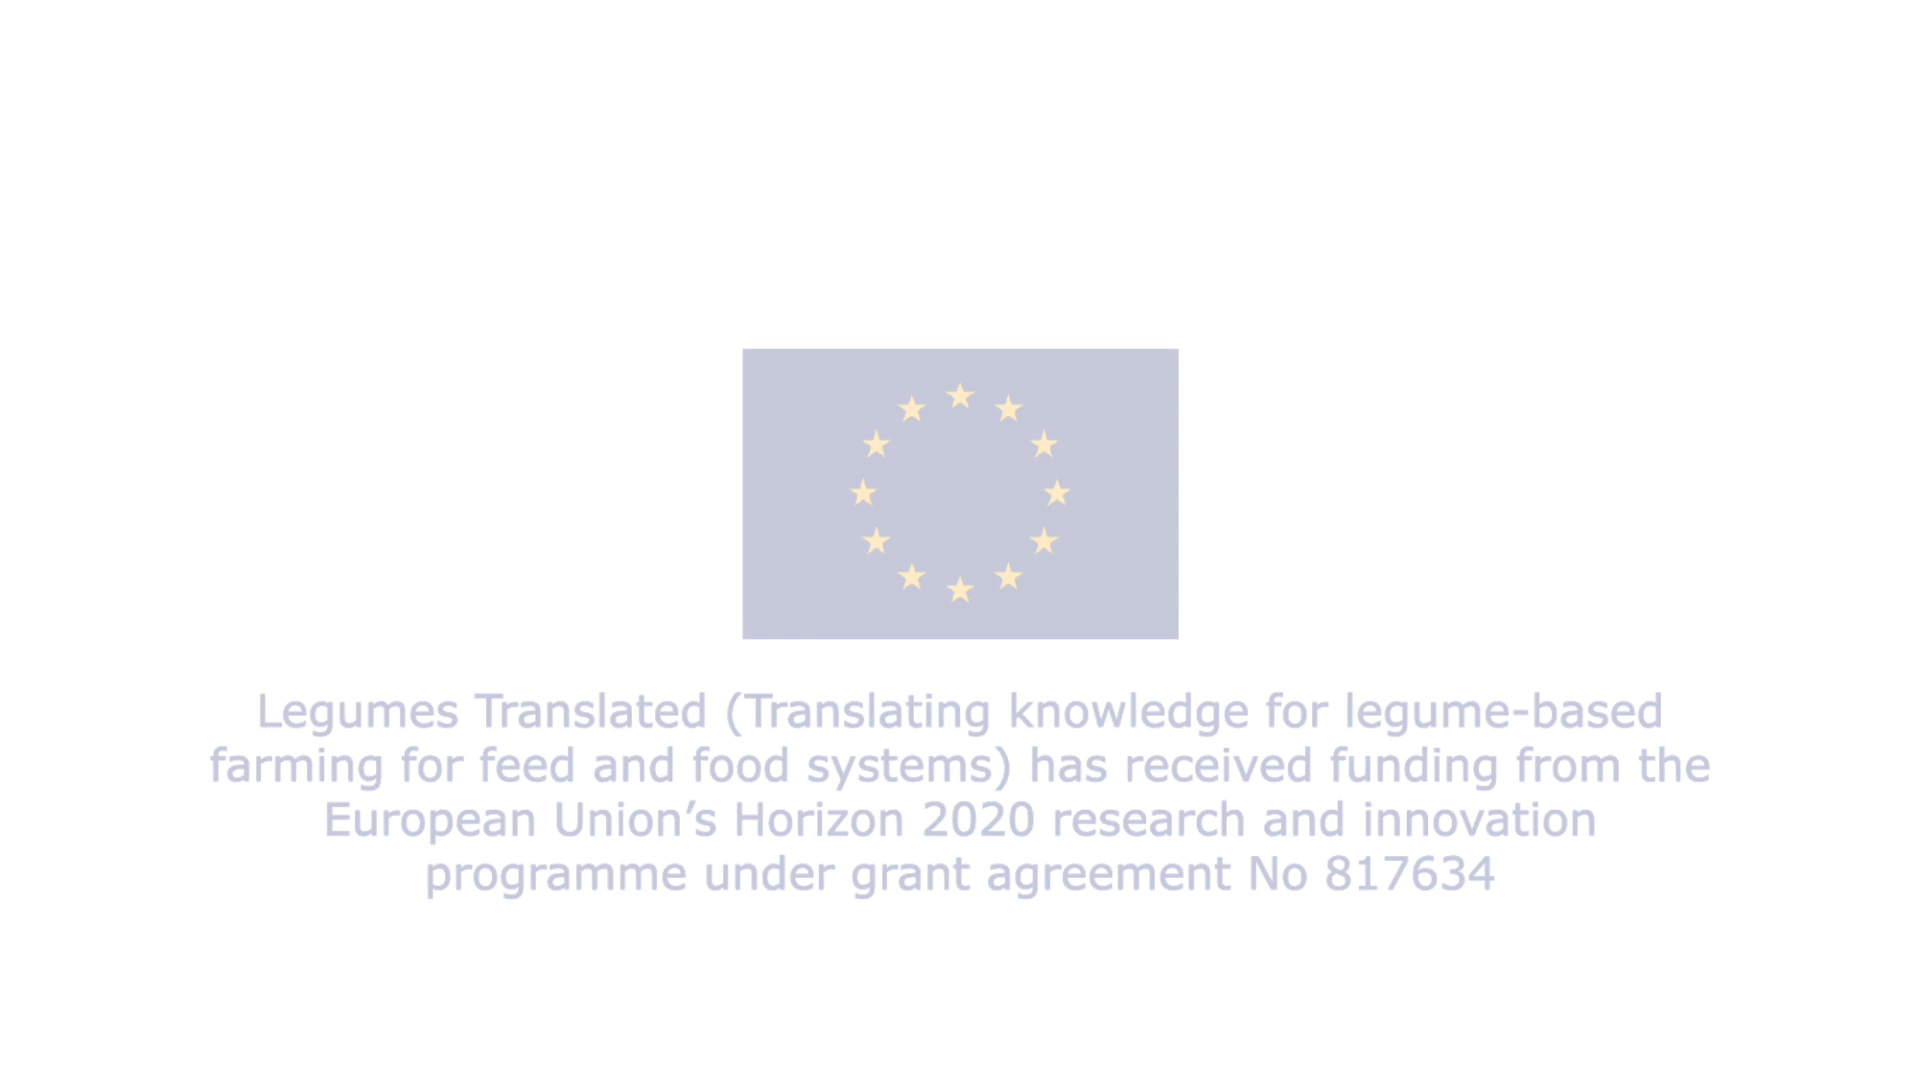 Legumes Translated (Translating knowledge for legume-based
farming for feed and food systems) has received funding from the
European Union’s Horizon 2020 research and innovation
programme under grant agreement No 817634